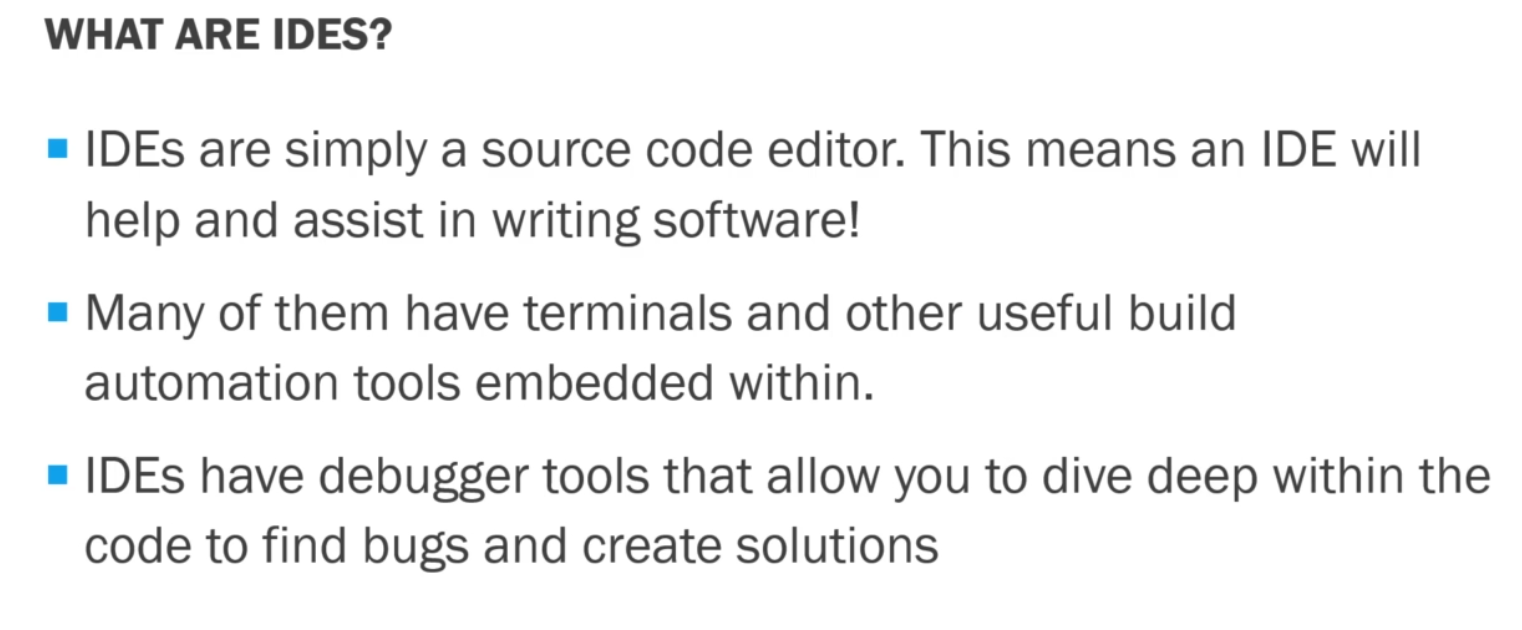 WHAT ARE IDES?
IDEs are simply a source code editor. This means an IDE will
help and assist in writing software!
Many of them have terminals and other useful build
automation tools embedded within.
IDEs have debugger tools that allow you to dive deep within the
code to find bugs and create solutions